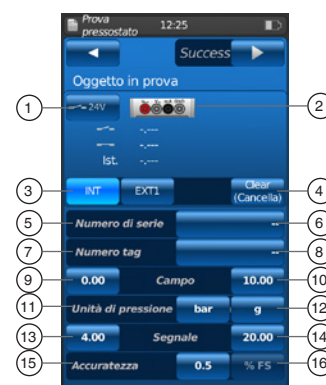 Prova pressostato 12:25
Success
Oggetto in prova
1 24V 2
-,---
-,---
Ist. -,---
3 INT EXT1 Clear (Cancella) 4
5 Numero di serie -- 6
7 Numero tag -- 8
9 0.00 Campo 10.00 10
11 Unità di pressione bar g 12
13 4.00 Segnale 20.00 14
15 Accuratezza 0.5 % FS 16